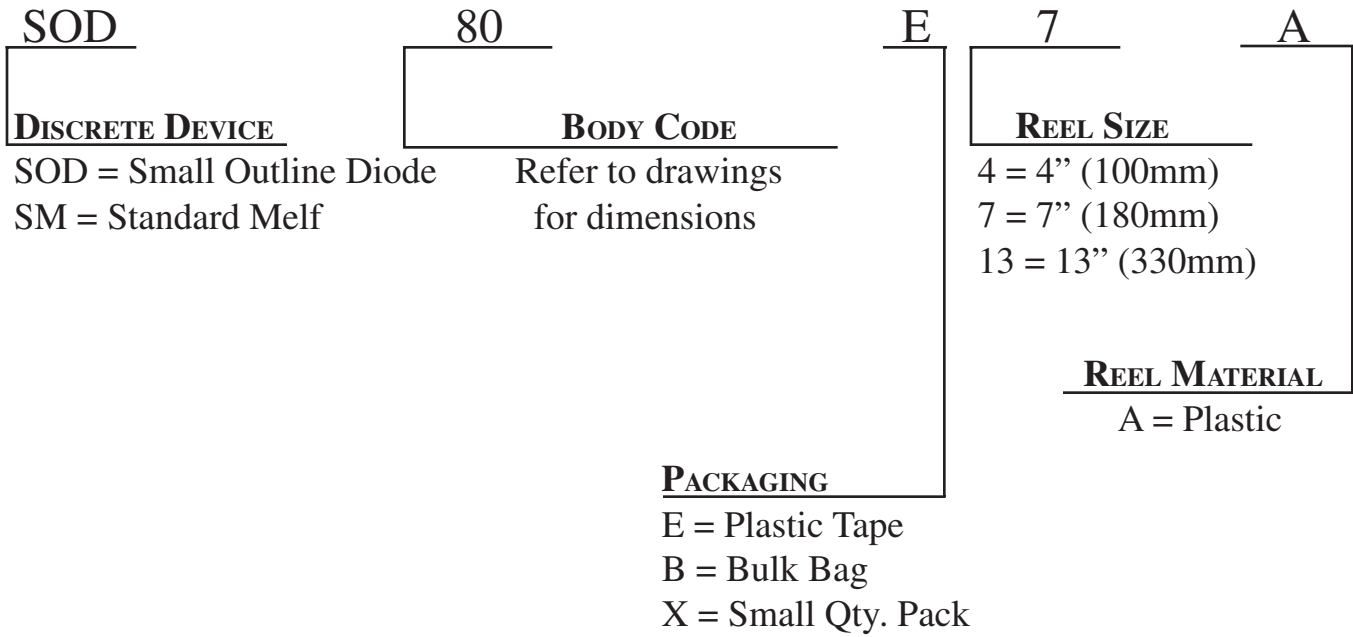 SOD 80 E 7 A
DISCRETE DEVICE
SOD = Small Outline Diode
SM = Standard Melf
BODY CODE
Refer to drawings
for dimensions
REEL SIZE
4 = 4” (100mm)
7 = 7” (180mm)
13 = 13” (330mm)
REEL MATERIAL
A = Plastic
PACKAGING
E = Plastic Tape
B = Bulk Bag
X = Small Qty. Pack